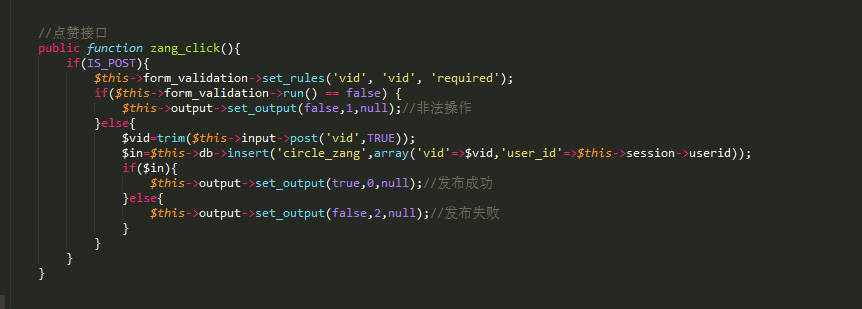 //点赞接口
public function zang_click(){
if(IS_POST){
$this->form_validation->set_rules('vid', 'vid', 'required');
if($this->form_validation->run() == false) {
$this->output->set_output(false,1,null);//非法操作
}else{
$vid=trim($this->input->post('vid',TRUE));
$in=$this->db->insert('circle_zang',array('vid'=>$vid,'user_id'=>$this->session->userid));
if($in){
$this->output->set_output(true,0,null);//发布成功
}else{
$this->output->set_output(false,2,null);//发布失败
}
}
}
}